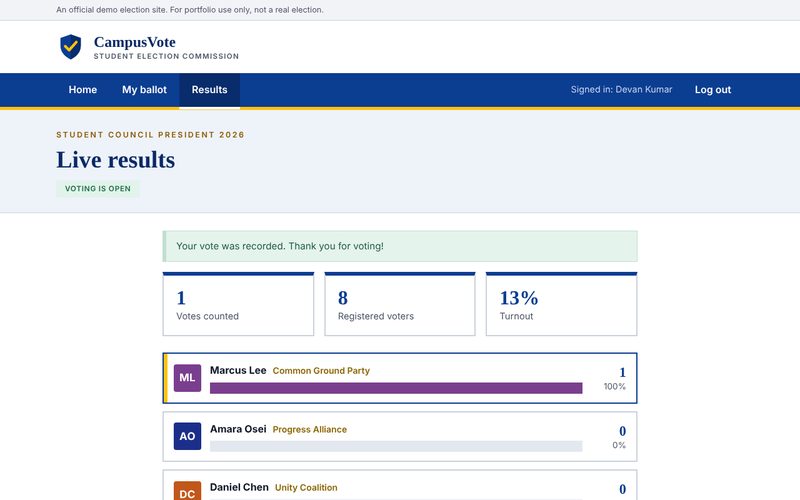 An official demo election site. For portfolio use only, not a real election.
CampusVote
STUDENT ELECTION COMMISSION
Home My ballot Results Signed in: Devan Kumar Log out
STUDENT COUNCIL PRESIDENT 2026
Live results
VOTING IS OPEN
Your vote was recorded. Thank you for voting!
1 8 13%
Votes counted Registered voters Turnout
ML Marcus Lee Common Ground Party 1
100%
AO Amara Osei Progress Alliance 0
0%
DC Daniel Chen Unity Coalition 0